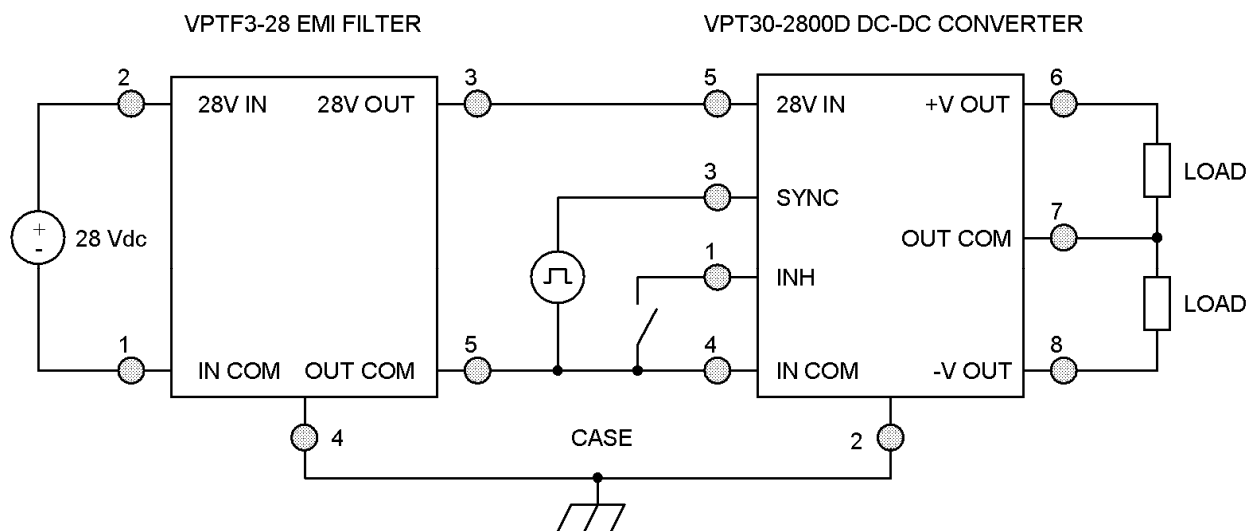 VPTF3-28 EMI FILTER
VPT30-2800D DC-DC CONVERTER
2
3
5
6
28V IN
28V OUT
28V IN
+V OUT
3
SYNC
LOAD
7
+
-
28 Vdc
OUT COM
1
INH
LOAD
1
5
4
8
IN COM
OUT COM
IN COM
-V OUT
4
CASE
2